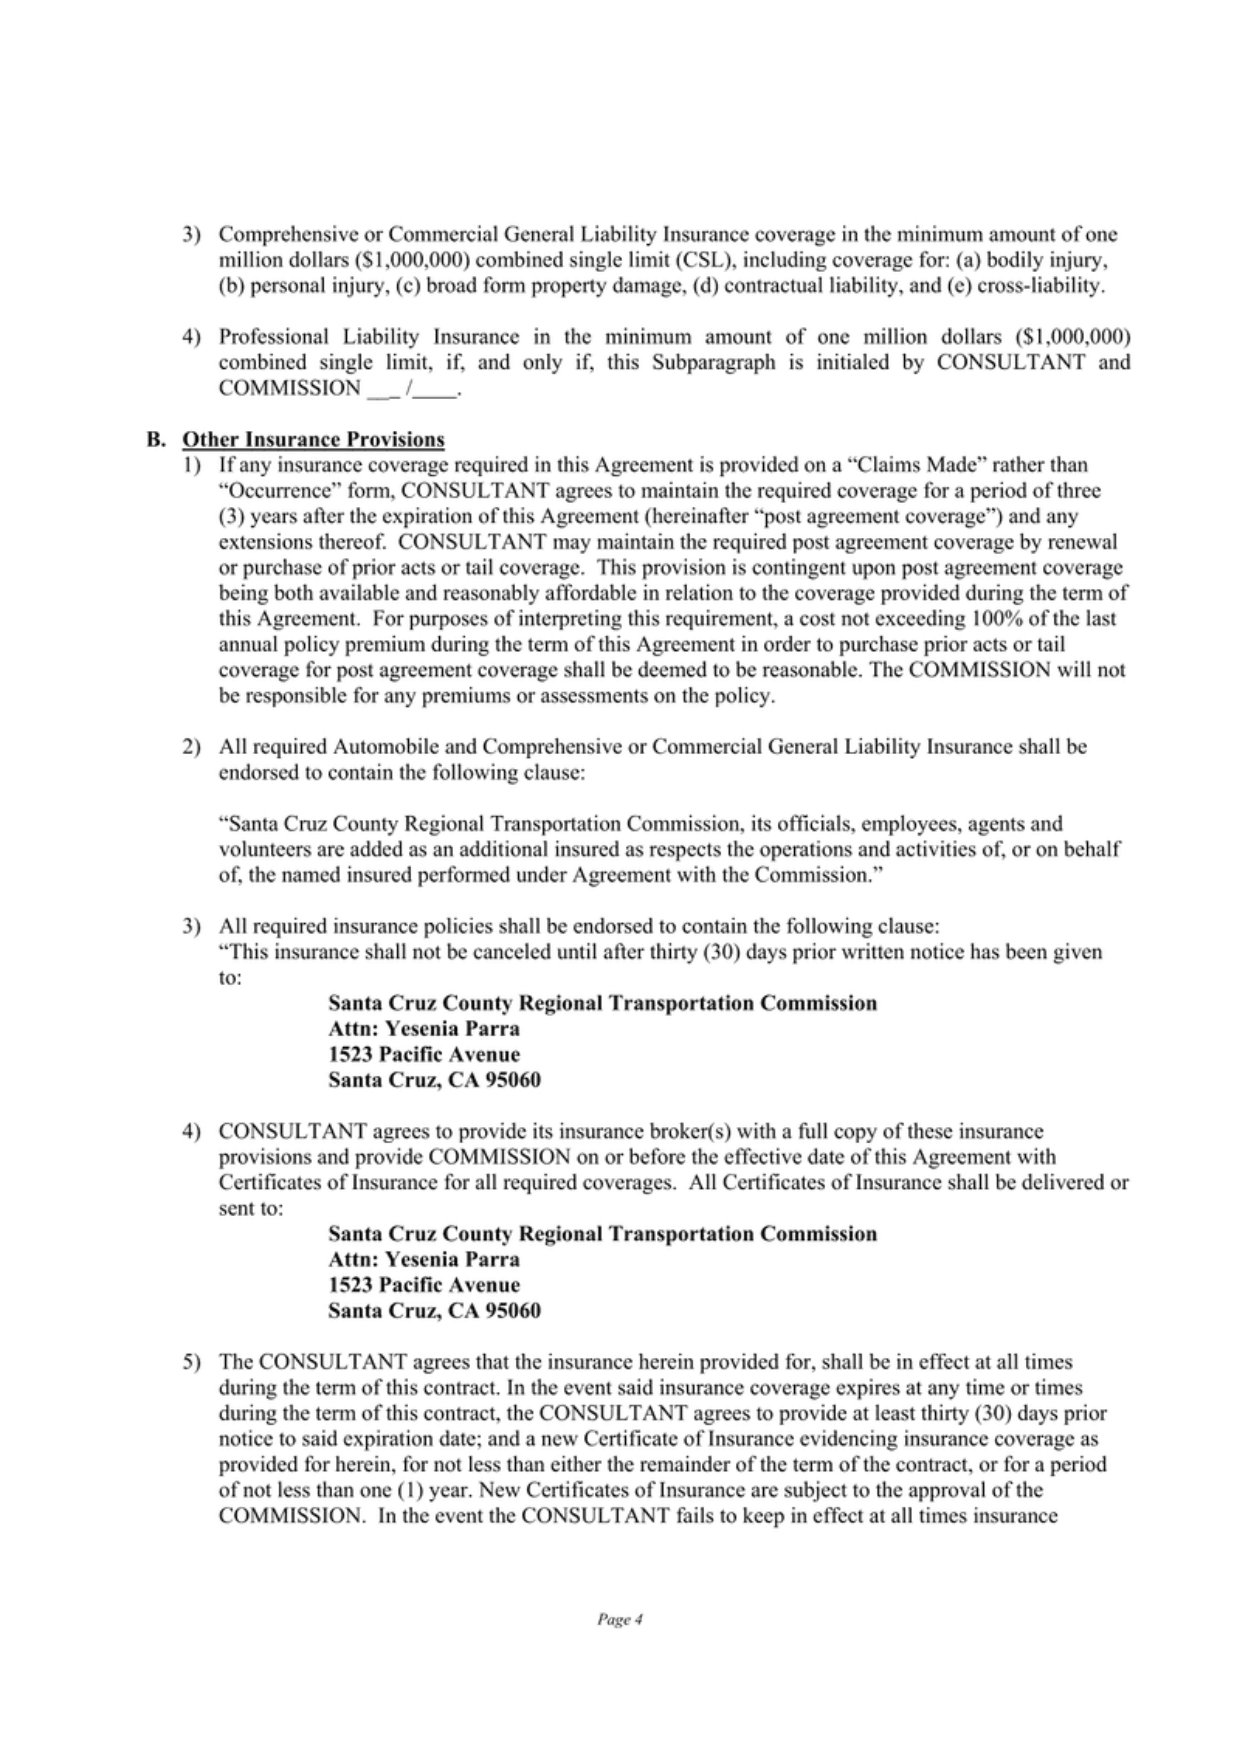 3) Comprehensive or Commercial General Liability Insurance coverage in the minimum amount of one
million dollars ($1,000,000) combined single limit (CSL), including coverage for: (a) bodily injury,
(b) personal injury, (c) broad form property damage, (d) contractual liability, and (e) cross-liability.
4) Professional Liability Insurance in the minimum amount of one million dollars ($1,000,000)
combined single limit, if, and only if, this Subparagraph is initialed by CONSULTANT and
COMMISSION ___ /____.
B. Other Insurance Provisions
1) If any insurance coverage required in this Agreement is provided on a “Claims Made” rather than
“Occurrence” form, CONSULTANT agrees to maintain the required coverage for a period of three
(3) years after the expiration of this Agreement (hereinafter “post agreement coverage”) and any
extensions thereof. CONSULTANT may maintain the required post agreement coverage by renewal
or purchase of prior acts or tail coverage. This provision is contingent upon post agreement coverage
being both available and reasonably affordable in relation to the coverage provided during the term of
this Agreement. For purposes of interpreting this requirement, a cost not exceeding 100% of the last
annual policy premium during the term of this Agreement in order to purchase prior acts or tail
coverage for post agreement coverage shall be deemed to be reasonable. The COMMISSION will not
be responsible for any premiums or assessments on the policy.
2) All required Automobile and Comprehensive or Commercial General Liability Insurance shall be
endorsed to contain the following clause:
“Santa Cruz County Regional Transportation Commission, its officials, employees, agents and
volunteers are added as an additional insured as respects the operations and activities of, or on behalf
of, the named insured performed under Agreement with the Commission.”
3) All required insurance policies shall be endorsed to contain the following clause:
“This insurance shall not be canceled until after thirty (30) days prior written notice has been given
to:
Santa Cruz County Regional Transportation Commission
Attn: Yesenia Parra
1523 Pacific Avenue
Santa Cruz, CA 95060
4) CONSULTANT agrees to provide its insurance broker(s) with a full copy of these insurance
provisions and provide COMMISSION on or before the effective date of this Agreement with
Certificates of Insurance for all required coverages. All Certificates of Insurance shall be delivered or
sent to:
Santa Cruz County Regional Transportation Commission
Attn: Yesenia Parra
1523 Pacific Avenue
Santa Cruz, CA 95060
5) The CONSULTANT agrees that the insurance herein provided for, shall be in effect at all times
during the term of this contract. In the event said insurance coverage expires at any time or times
during the term of this contract, the CONSULTANT agrees to provide at least thirty (30) days prior
notice to said expiration date; and a new Certificate of Insurance evidencing insurance coverage as
provided for herein, for not less than either the remainder of the term of the contract, or for a period
of not less than one (1) year. New Certificates of Insurance are subject to the approval of the
COMMISSION. In the event the CONSULTANT fails to keep in effect at all times insurance
Page 4